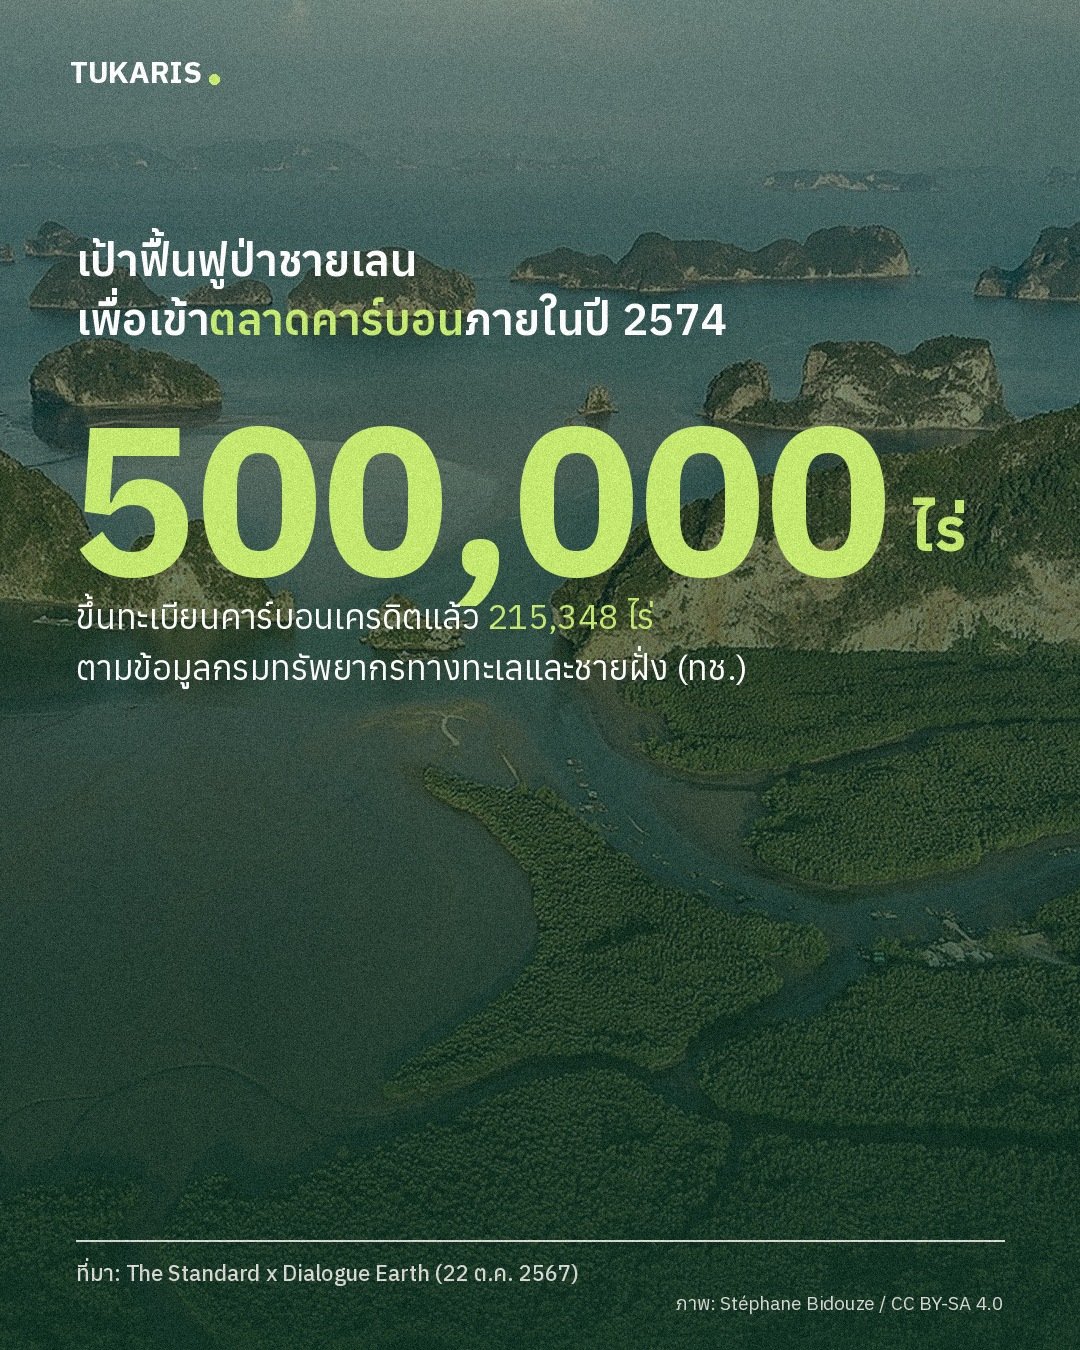 TUKARIS
เป้าฟื้นฟูป่าชายเลน
เพื่อเข้าตลาดคาร์บอนภายในปี 2574
500,000 ไร่
ขึ้นทะเบียนคาร์บอนเครดิตแล้ว 215,348 ไร่
ตามข้อมูลกรมทรัพยากรทางทะเลและชายฝั่ง (ทช.)
ที่มา: The Standard x Dialogue Earth (22 ต.ค. 2567)
ภาพ: Stéphane Bidouze / CC BY-SA 4.0